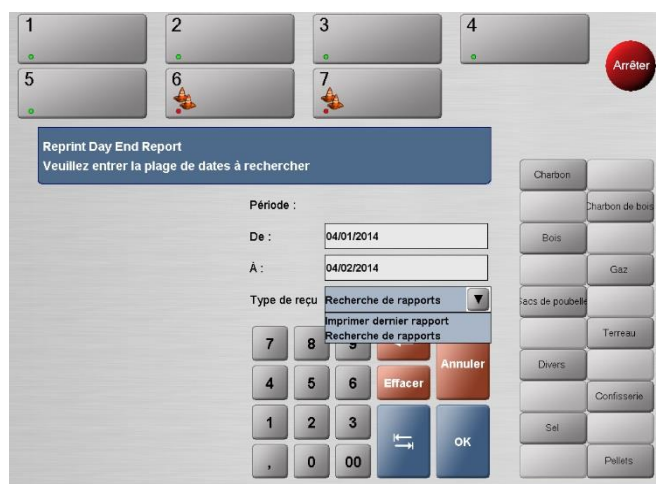 1
2
3
4
Arrêter
5
6
7
Reprint Day End Report
Veuillez entrer la plage de dates à rechercher
Charbon
Période :
Charbon de bois
De :
04/01/2014
Bois
À :
04/02/2014
Gaz
Type de reçu
Recherche de rapports
Sacs de poubelle
Imprimer dernier rapport
Recherche de rapports
Terreau
7
8
9
Annuler
Divers
4
5
6
Effacer
Confisserie
1
2
3
OK
Sel
,
0
00
Pellets